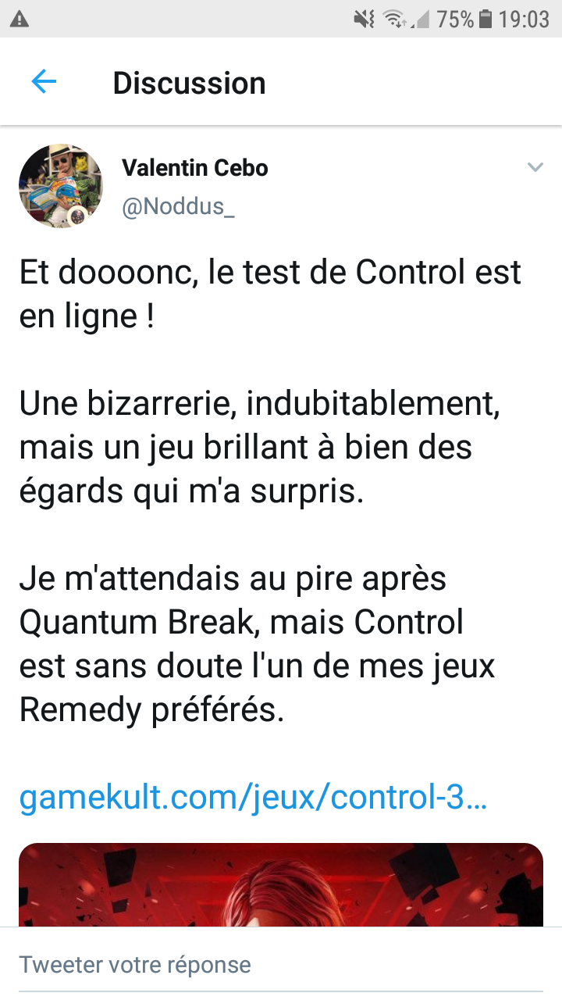 75% 19:03
Discussion
Valentin Cebo
@Noddus_
Et doooonc, le test de Control est
en ligne !
Une bizarrerie, indubitablement,
mais un jeu brillant à bien des
égards qui m'a surpris.
Je m'attendais au pire après
Quantum Break, mais Control
est sans doute l'un de mes jeux
Remedy préférés.
gamekult.com/jeux/control-3...
Tweeter votre réponse